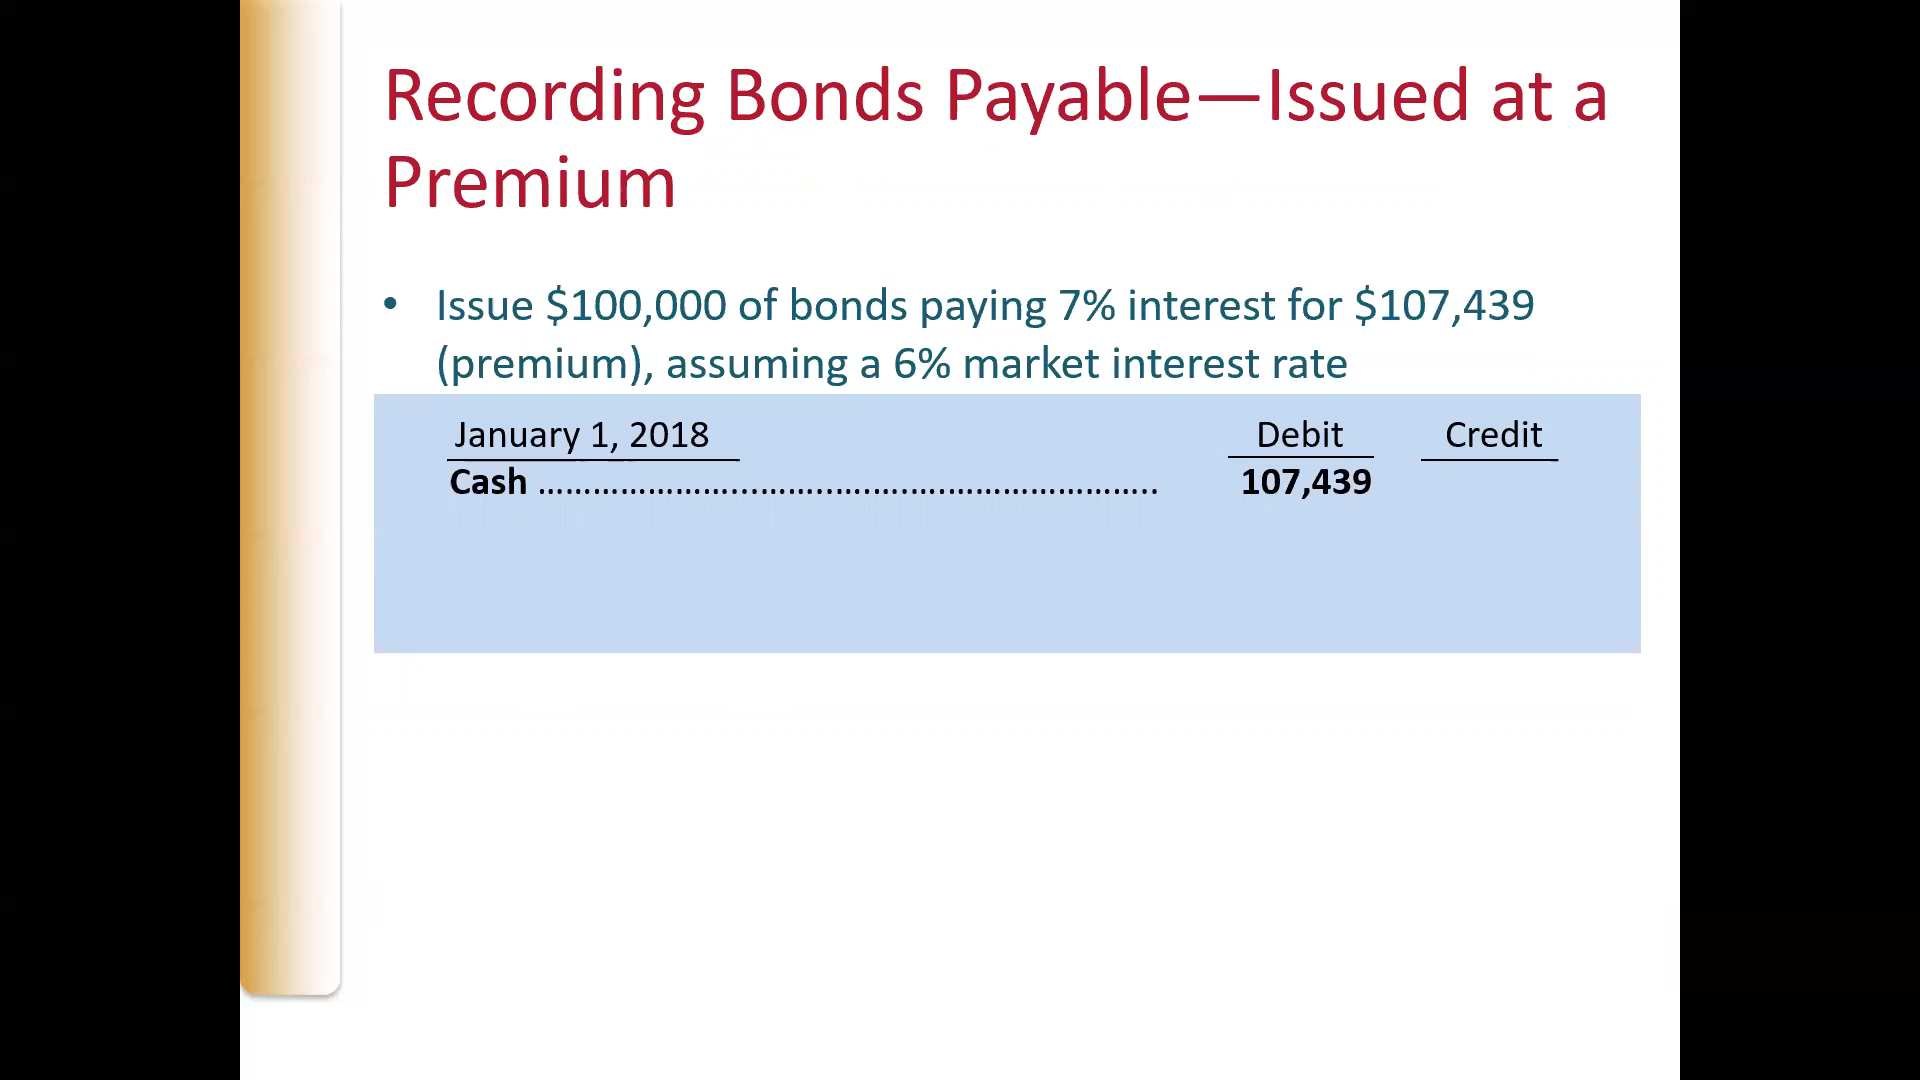 Recording Bonds Payable—Issued at a
Premium
• Issue $100,000 of bonds paying 7% interest for $107,439
(premium), assuming a 6% market interest rate
January 1, 2018 Debit Credit
Cash ………………………………………………………….. 107,439